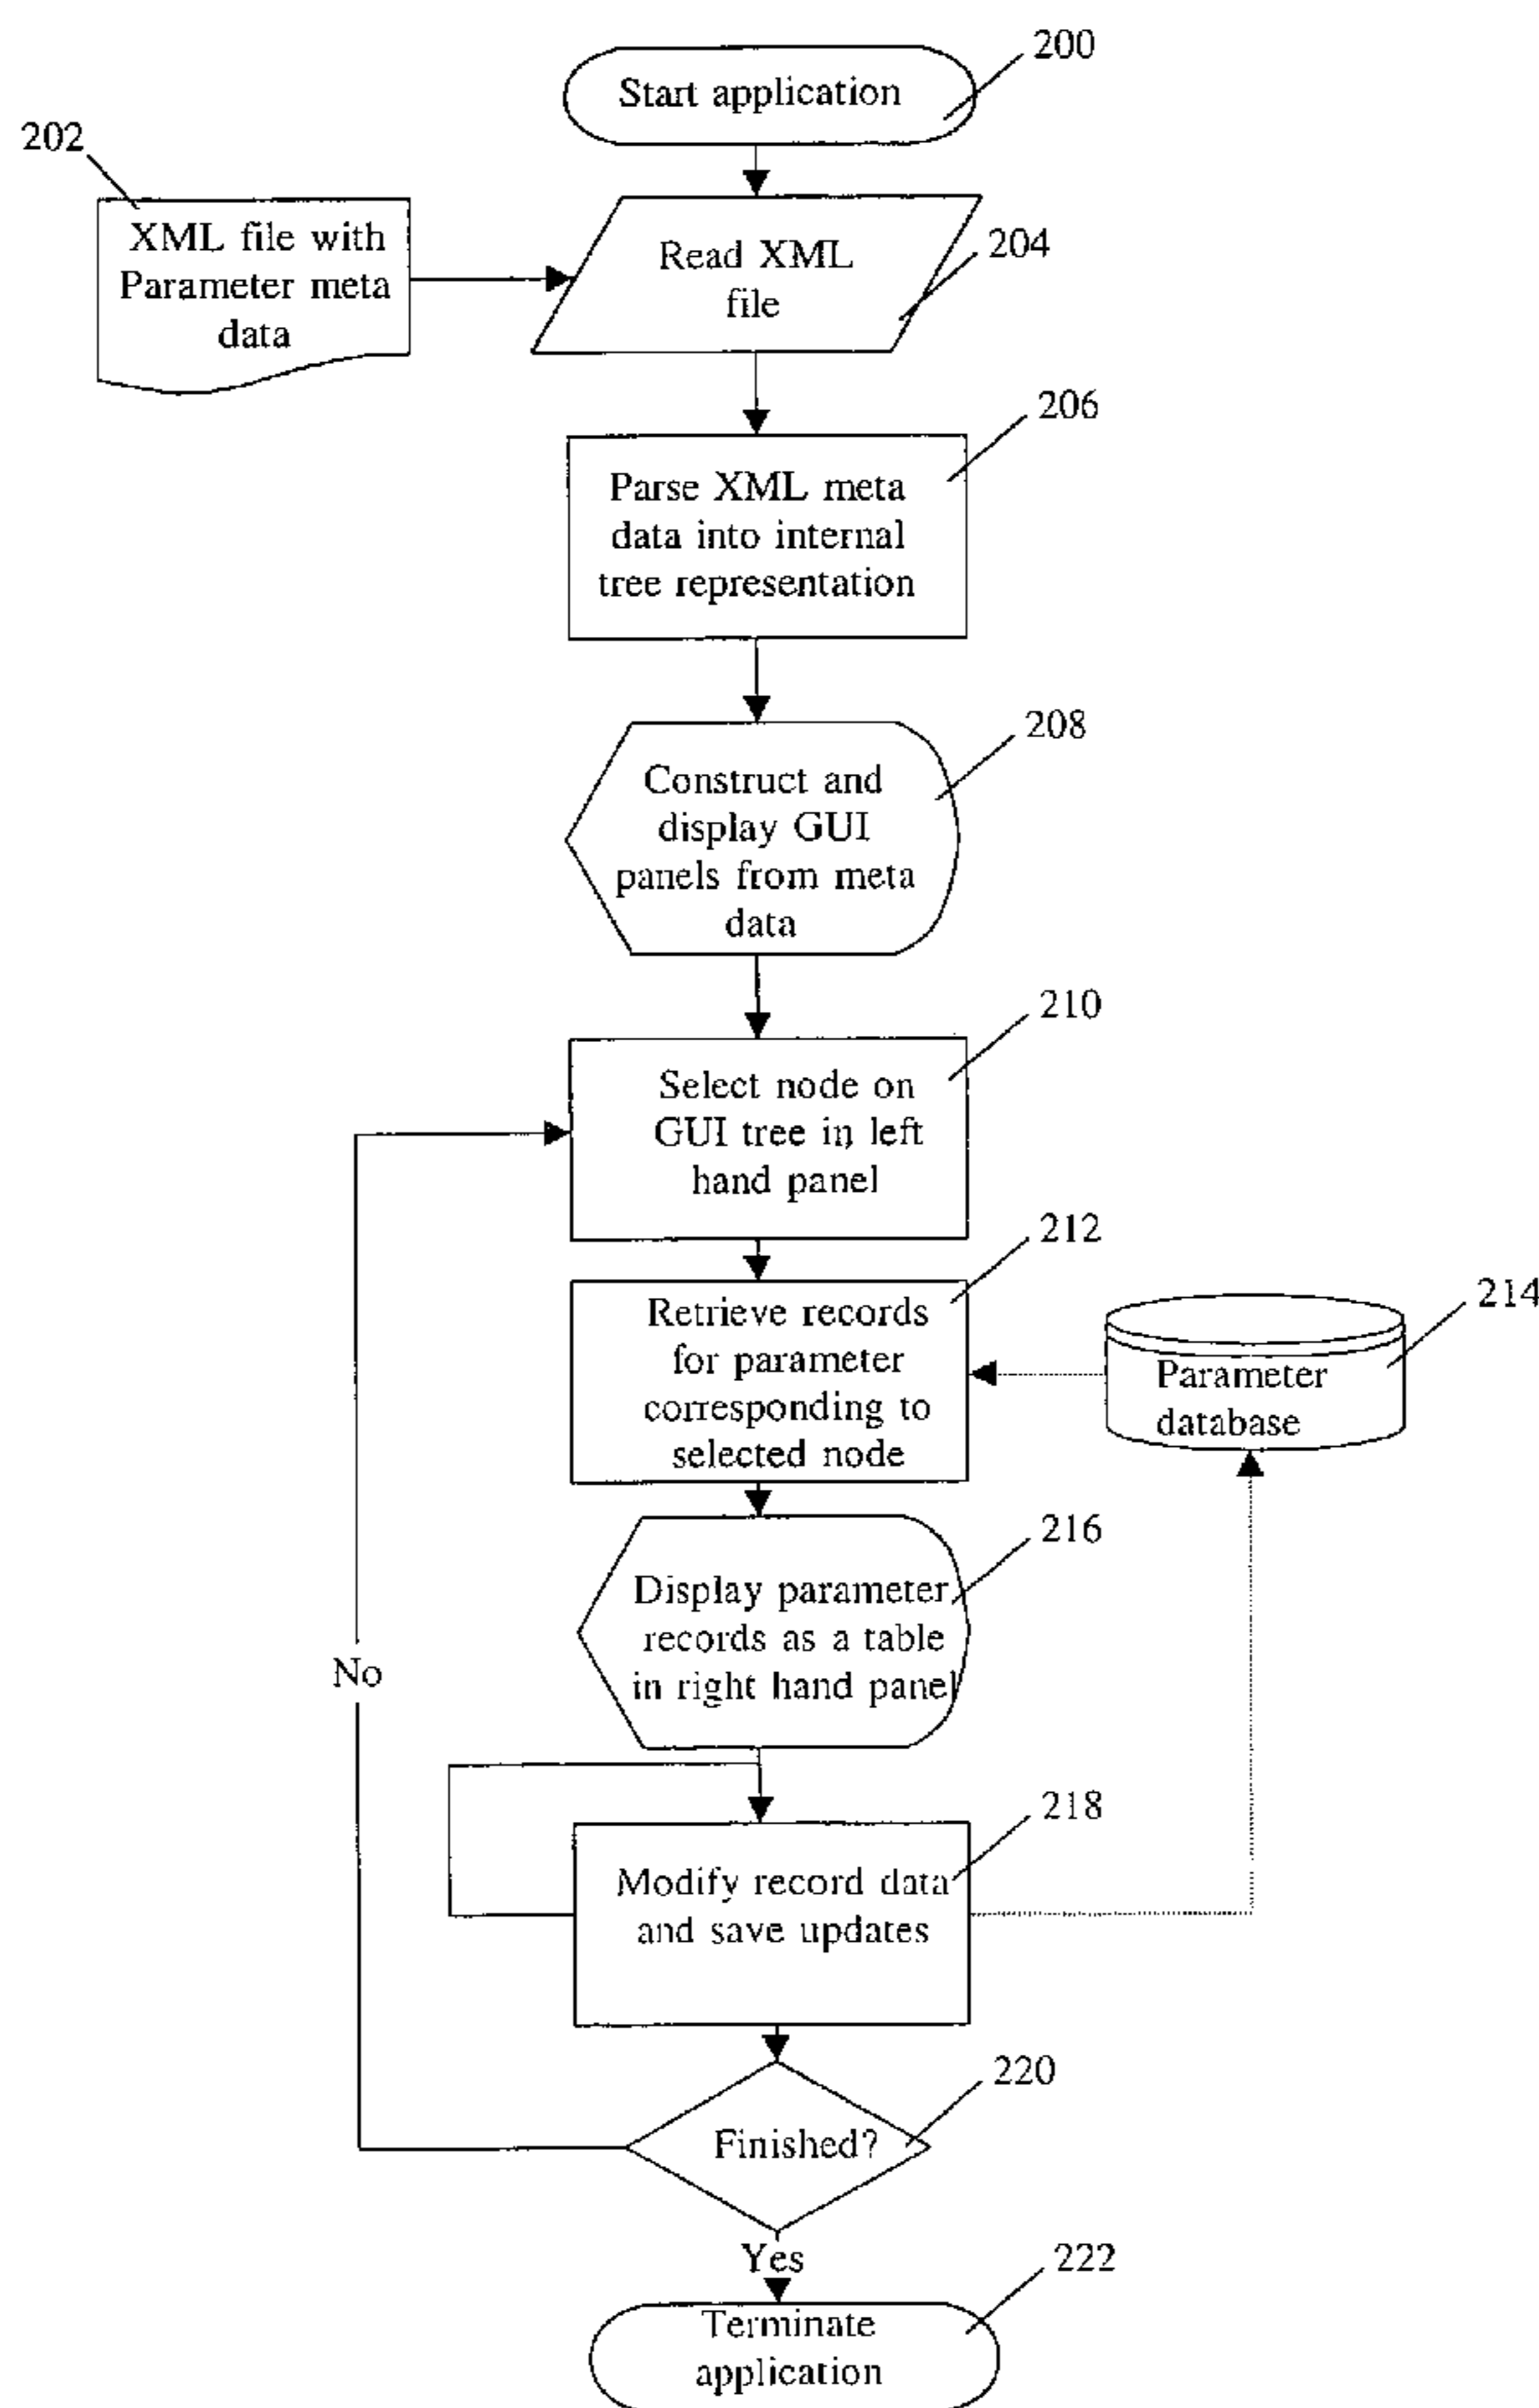 200
Start application
202
XML file with
Parameter meta
data
Read XML
file
204
206
Parse XML meta
data into internal
tree representation
208
Construct and
display GUI
panels from meta
data
210
Select node on
GUI tree in left
hand panel
212
Retrieve records
for parameter
corresponding to
selected node
214
Parameter
database
216
Display parameter
records as a table
in right hand panel
No
218
Modify record data
and save updates
220
Finished?
Yes
222
Terminate
application